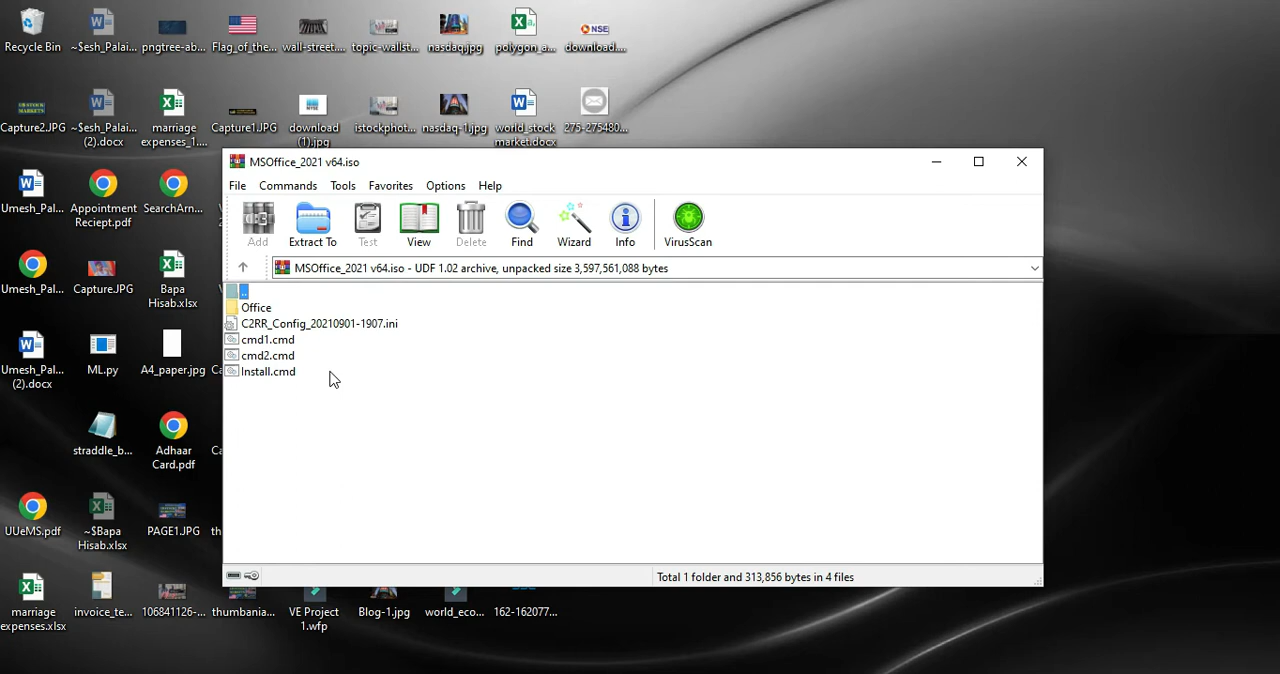 Recycle Bin
~$esh_Palai...
pngtree-ab...
Flag_of_the...
wall-street....
topic-wallst...
nasdaq.jpg
polygon_a...
NSE
download....
Capture2.JPG
~$esh_Palai...
(2).docx
marriage
expenses_1....
Capture1.JPG
download
(1).jpg
istockphot...
nasdaq-1.jpg
world_stock
market.docx
275-275480...
Umesh_Pal...
Appointment
Reciept.pdf
SearchArn...
Umesh_Pal...
Capture.JPG
Bapa
Hisab.xlsx
Umesh_Pal...
(2).docx
ML.py
A4_paper.jpg
straddle_b...
Adhaar
Card.pdf
UUeMS.pdf
~$Bapa
Hisab.xlsx
PAGE1.JPG
marriage
expenses.xlsx
invoice_te...
106841126-...
thumbania...
VE Project
1.wfp
Blog-1.jpg
world_eco...
162-162077...
MSOffice_2021 v64.iso
File Commands Tools Favorites Options Help
Add Extract To Test View Delete Find Wizard Info VirusScan
MSOffice_2021 v64.iso - UDF 1.02 archive, unpacked size 3,597,561,088 bytes
..
Office
C2RR_Config_20210901-1907.ini
cmd1.cmd
cmd2.cmd
Install.cmd
Total 1 folder and 313,856 bytes in 4 files